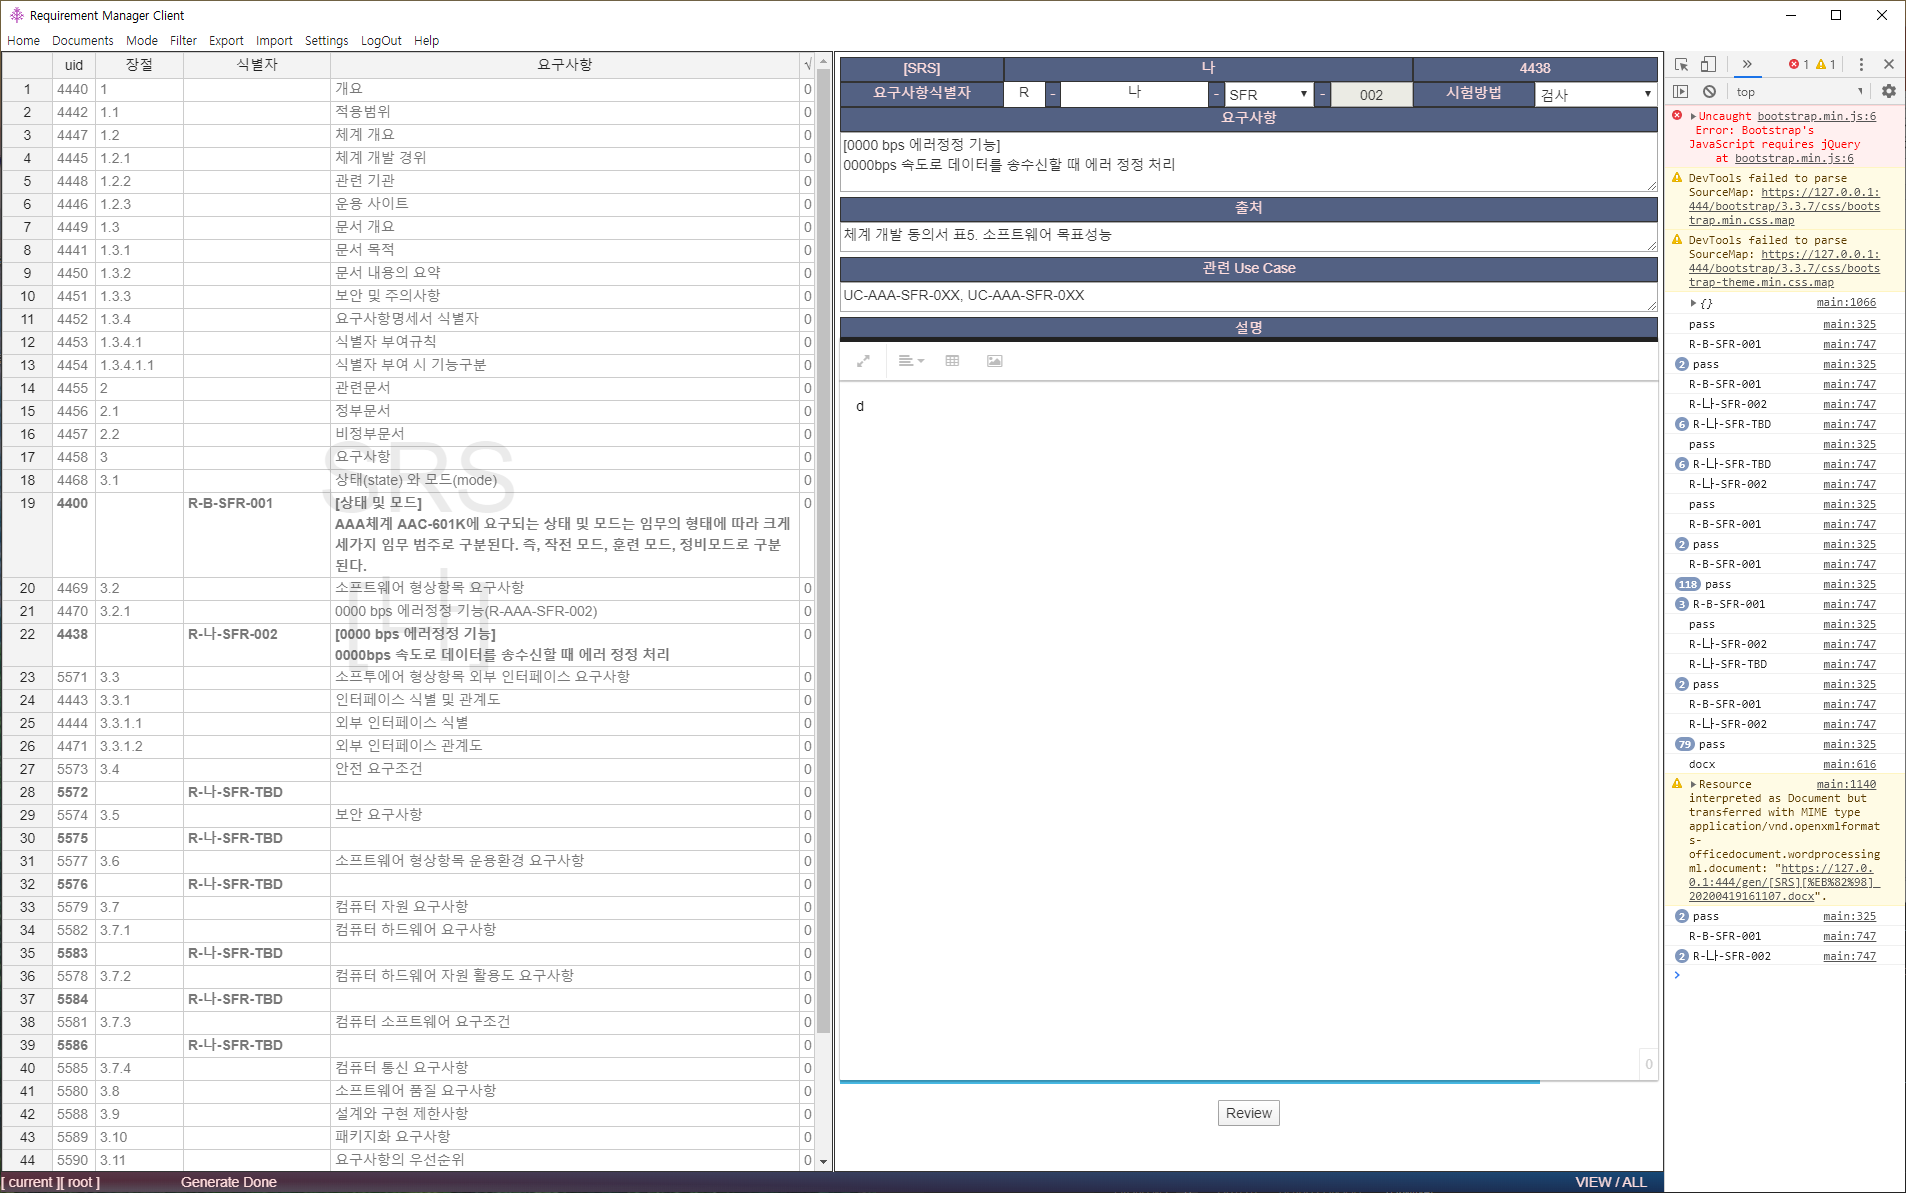 Requirement Manager Client
Home Documents Mode Filter Export Import Settings LogOut Help
uid 장절 식별자 요구사항 √
1 4440 1 개요 0
2 4442 1.1 적용범위 0
3 4447 1.2 체계 개요 0
4 4445 1.2.1 체계 개발 경위 0
5 4448 1.2.2 관련 기관 0
6 4446 1.2.3 운용 사이트 0
7 4449 1.3 문서 개요 0
8 4441 1.3.1 문서 목적 0
9 4450 1.3.2 문서 내용의 요약 0
10 4451 1.3.3 보안 및 주의사항 0
11 4452 1.3.4 요구사항명세서 식별자 0
12 4453 1.3.4.1 식별자 부여규칙 0
13 4454 1.3.4.1.1 식별자 부여 시 기능구분 0
14 4455 2 관련문서 0
15 4456 2.1 정부문서 0
16 4457 2.2 비정부문서 0
17 4458 3 요구사항 0
18 4468 3.1 상태(state) 와 모드(mode) 0
19 4400 R-B-SFR-001 [상태 및 모드] 0
AAA체계 AAC-601K에 요구되는 상태 및 모드는 임무의 형태에 따라 크게
세가지 임무 범주로 구분된다. 즉, 작전 모드, 훈련 모드, 정비모드로 구분
된다.
20 4469 3.2 소프트웨어 형상항목 요구사항 0
21 4470 3.2.1 0000 bps 에러정정 기능(R-AAA-SFR-002) 0
22 4438 R-나-SFR-002 [0000 bps 에러정정 기능] 0
0000bps 속도로 데이터를 송수신할 때 에러 정정 처리
23 5571 3.3 소프투에어 형상항목 외부 인터페이스 요구사항 0
24 4443 3.3.1 인터페이스 식별 및 관계도 0
25 4444 3.3.1.1 외부 인터페이스 식별 0
26 4471 3.3.1.2 외부 인터페이스 관계도 0
27 5573 3.4 안전 요구조건 0
28 5572 R-나-SFR-TBD 0
29 5574 3.5 보안 요구사항 0
30 5575 R-나-SFR-TBD 0
31 5577 3.6 소프트웨어 형상항목 운용환경 요구사항 0
32 5576 R-나-SFR-TBD 0
33 5579 3.7 컴퓨터 자원 요구사항 0
34 5582 3.7.1 컴퓨터 하드웨어 요구사항 0
35 5583 R-나-SFR-TBD 0
36 5578 3.7.2 컴퓨터 하드웨어 자원 활용도 요구사항 0
37 5584 R-나-SFR-TBD 0
38 5581 3.7.3 컴퓨터 소프트웨어 요구조건 0
39 5586 R-나-SFR-TBD 0
40 5585 3.7.4 컴퓨터 통신 요구사항 0
41 5580 3.8 소프트웨어 품질 요구사항 0
42 5588 3.9 설계와 구현 제한사항 0
43 5589 3.10 패키지화 요구사항 0
44 5590 3.11 요구사항의 우선순위 0
SRS
[나]
[ current ][ root ] Generate Done VIEW / ALL
[SRS] 나 4438
요구사항식별자 R - 나 - SFR - 002 시험방법 검사
요구사항
[0000 bps 에러정정 기능]
0000bps 속도로 데이터를 송수신할 때 에러 정정 처리
출처
체계 개발 동의서 표5. 소프트웨어 목표성능
관련 Use Case
UC-AAA-SFR-0XX, UC-AAA-SFR-0XX
설명
d
0
Review
» 1 1
top
Uncaught bootstrap.min.js:6
Error: Bootstrap's
JavaScript requires jQuery
at bootstrap.min.js:6
DevTools failed to parse
SourceMap: https://127.0.0.1:
444/bootstrap/3.3.7/css/boots
trap.min.css.map
DevTools failed to parse
SourceMap: https://127.0.0.1:
444/bootstrap/3.3.7/css/boots
trap-theme.min.css.map
{} main:1066
pass main:325
R-B-SFR-001 main:747
2 pass main:325
R-B-SFR-001 main:747
R-나-SFR-002 main:747
6 R-나-SFR-TBD main:747
pass main:325
6 R-나-SFR-TBD main:747
R-나-SFR-002 main:747
pass main:325
R-B-SFR-001 main:747
2 pass main:325
R-B-SFR-001 main:747
118 pass main:325
3 R-B-SFR-001 main:747
pass main:325
R-나-SFR-002 main:747
R-나-SFR-TBD main:747
2 pass main:325
R-B-SFR-001 main:747
R-나-SFR-002 main:747
79 pass main:325
docx main:616
Resource main:1140
interpreted as Document but
transferred with MIME type
application/vnd.openxmlformat
s-
officedocument.wordprocessing
ml.document: "https://127.0.
0.1:444/gen/[SRS][%EB%82%98]_
20200419161107.docx".
2 pass main:325
R-B-SFR-001 main:747
2 R-나-SFR-002 main:747